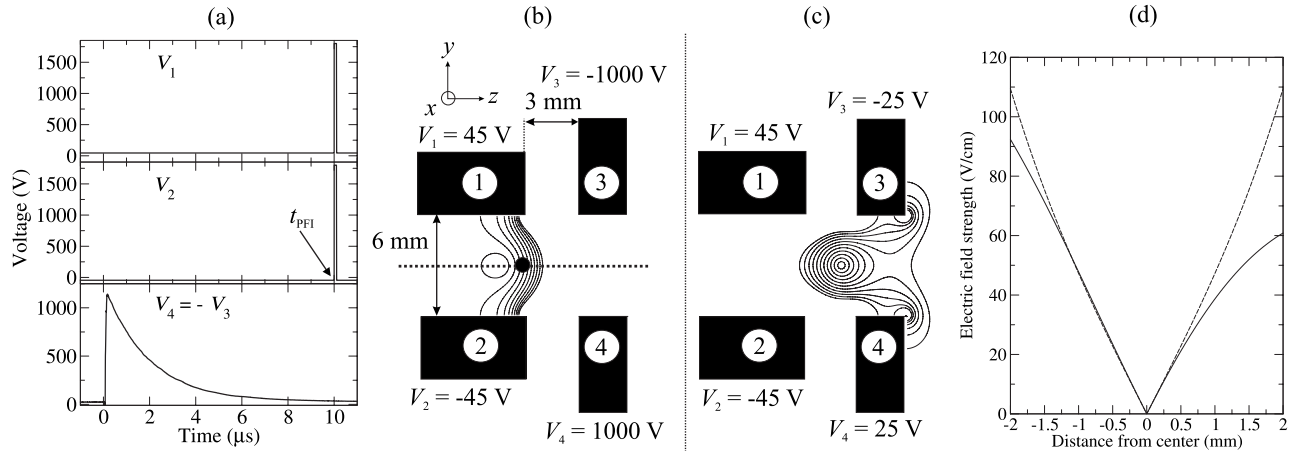 (a)
(b)
(c)
(d)
V1
1500
1000
500
0
V2
1500
1000
500
0
tPFI
V4 = - V3
1000
500
0
Voltage (V)
0 2 4 6 8 10
Time (μs)
y
x
z
V3 = -1000 V
3 mm
V1 = 45 V
1
3
6 mm
2
4
V2 = -45 V
V4 = 1000 V
V3 = -25 V
V1 = 45 V
1
3
2
4
V2 = -45 V
V4 = 25 V
120
100
80
60
40
20
0
Electric field strength (V/cm)
-2 -1.5 -1 -0.5 0 0.5 1 1.5 2
Distance from center (mm)